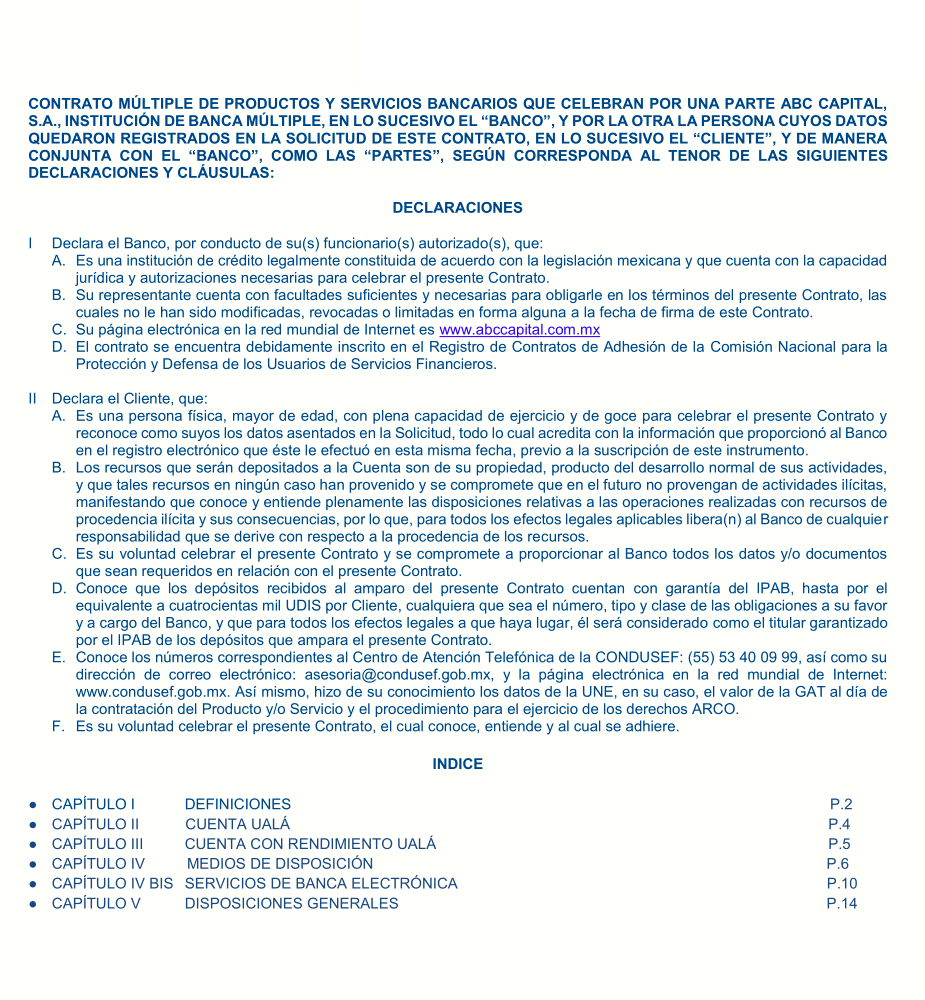 CONTRATO MÚLTIPLE DE PRODUCTOS Y SERVICIOS BANCARIOS QUE CELEBRAN POR UNA PARTE ABC CAPITAL,
S.A., INSTITUCIÓN DE BANCA MÚLTIPLE, EN LO SUCESIVO EL “BANCO”, Y POR LA OTRA LA PERSONA CUYOS DATOS
QUEDARON REGISTRADOS EN LA SOLICITUD DE ESTE CONTRATO, EN LO SUCESIVO EL “CLIENTE”, Y DE MANERA
CONJUNTA CON EL “BANCO”, COMO LAS “PARTES”, SEGÚN CORRESPONDA AL TENOR DE LAS SIGUIENTES
DECLARACIONES Y CLÁUSULAS:
DECLARACIONES
I Declara el Banco, por conducto de su(s) funcionario(s) autorizado(s), que:
A. Es una institución de crédito legalmente constituida de acuerdo con la legislación mexicana y que cuenta con la capacidad
jurídica y autorizaciones necesarias para celebrar el presente Contrato.
B. Su representante cuenta con facultades suficientes y necesarias para obligarle en los términos del presente Contrato, las
cuales no le han sido modificadas, revocadas o limitadas en forma alguna a la fecha de firma de este Contrato.
C. Su página electrónica en la red mundial de Internet es www.abccapital.com.mx
D. El contrato se encuentra debidamente inscrito en el Registro de Contratos de Adhesión de la Comisión Nacional para la
Protección y Defensa de los Usuarios de Servicios Financieros.
II Declara el Cliente, que:
A. Es una persona física, mayor de edad, con plena capacidad de ejercicio y de goce para celebrar el presente Contrato y
reconoce como suyos los datos asentados en la Solicitud, todo lo cual acredita con la información que proporcionó al Banco
en el registro electrónico que éste le efectuó en esta misma fecha, previo a la suscripción de este instrumento.
B. Los recursos que serán depositados a la Cuenta son de su propiedad, producto del desarrollo normal de sus actividades,
y que tales recursos en ningún caso han provenido y se compromete que en el futuro no provengan de actividades ilícitas,
manifestando que conoce y entiende plenamente las disposiciones relativas a las operaciones realizadas con recursos de
procedencia ilícita y sus consecuencias, por lo que, para todos los efectos legales aplicables libera(n) al Banco de cualquier
responsabilidad que se derive con respecto a la procedencia de los recursos.
C. Es su voluntad celebrar el presente Contrato y se compromete a proporcionar al Banco todos los datos y/o documentos
que sean requeridos en relación con el presente Contrato.
D. Conoce que los depósitos recibidos al amparo del presente Contrato cuentan con garantía del IPAB, hasta por el
equivalente a cuatrocientas mil UDIS por Cliente, cualquiera que sea el número, tipo y clase de las obligaciones a su favor
y a cargo del Banco, y que para todos los efectos legales a que haya lugar, él será considerado como el titular garantizado
por el IPAB de los depósitos que ampara el presente Contrato.
E. Conoce los números correspondientes al Centro de Atención Telefónica de la CONDUSEF: (55) 53 40 09 99, así como su
dirección de correo electrónico: asesoria@condusef.gob.mx, y la página electrónica en la red mundial de Internet:
www.condusef.gob.mx. Así mismo, hizo de su conocimiento los datos de la UNE, en su caso, el valor de la GAT al día de
la contratación del Producto y/o Servicio y el procedimiento para el ejercicio de los derechos ARCO.
F. Es su voluntad celebrar el presente Contrato, el cual conoce, entiende y al cual se adhiere.
INDICE
● CAPÍTULO I DEFINICIONES P.2
● CAPÍTULO II CUENTA UALÁ P.4
● CAPÍTULO III CUENTA CON RENDIMIENTO UALÁ P.5
● CAPÍTULO IV MEDIOS DE DISPOSICIÓN P.6
● CAPÍTULO IV BIS SERVICIOS DE BANCA ELECTRÓNICA P.10
● CAPÍTULO V DISPOSICIONES GENERALES P.14